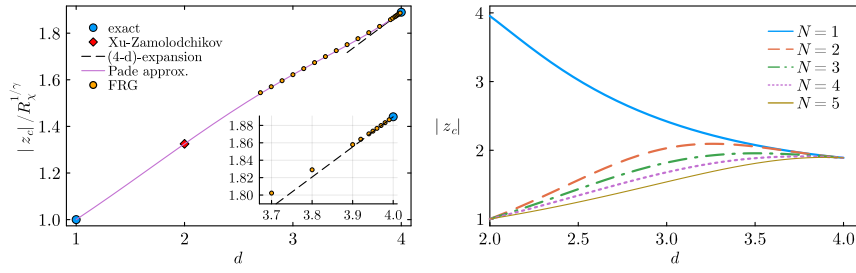 |z_c|/R_χ^{1/γ}
1.8
1.6
1.4
1.2
1.0
exact
Xu-Zamolodchikov
(4-d)-expansion
Pade approx.
FRG
1.88
1.86
1.84
1.82
1.80
3.7
3.8
3.9
4.0
1
2
3
4
d
|z_c|
4
3
2
1
N = 1
N = 2
N = 3
N = 4
N = 5
2.0
2.5
3.0
3.5
4.0
d